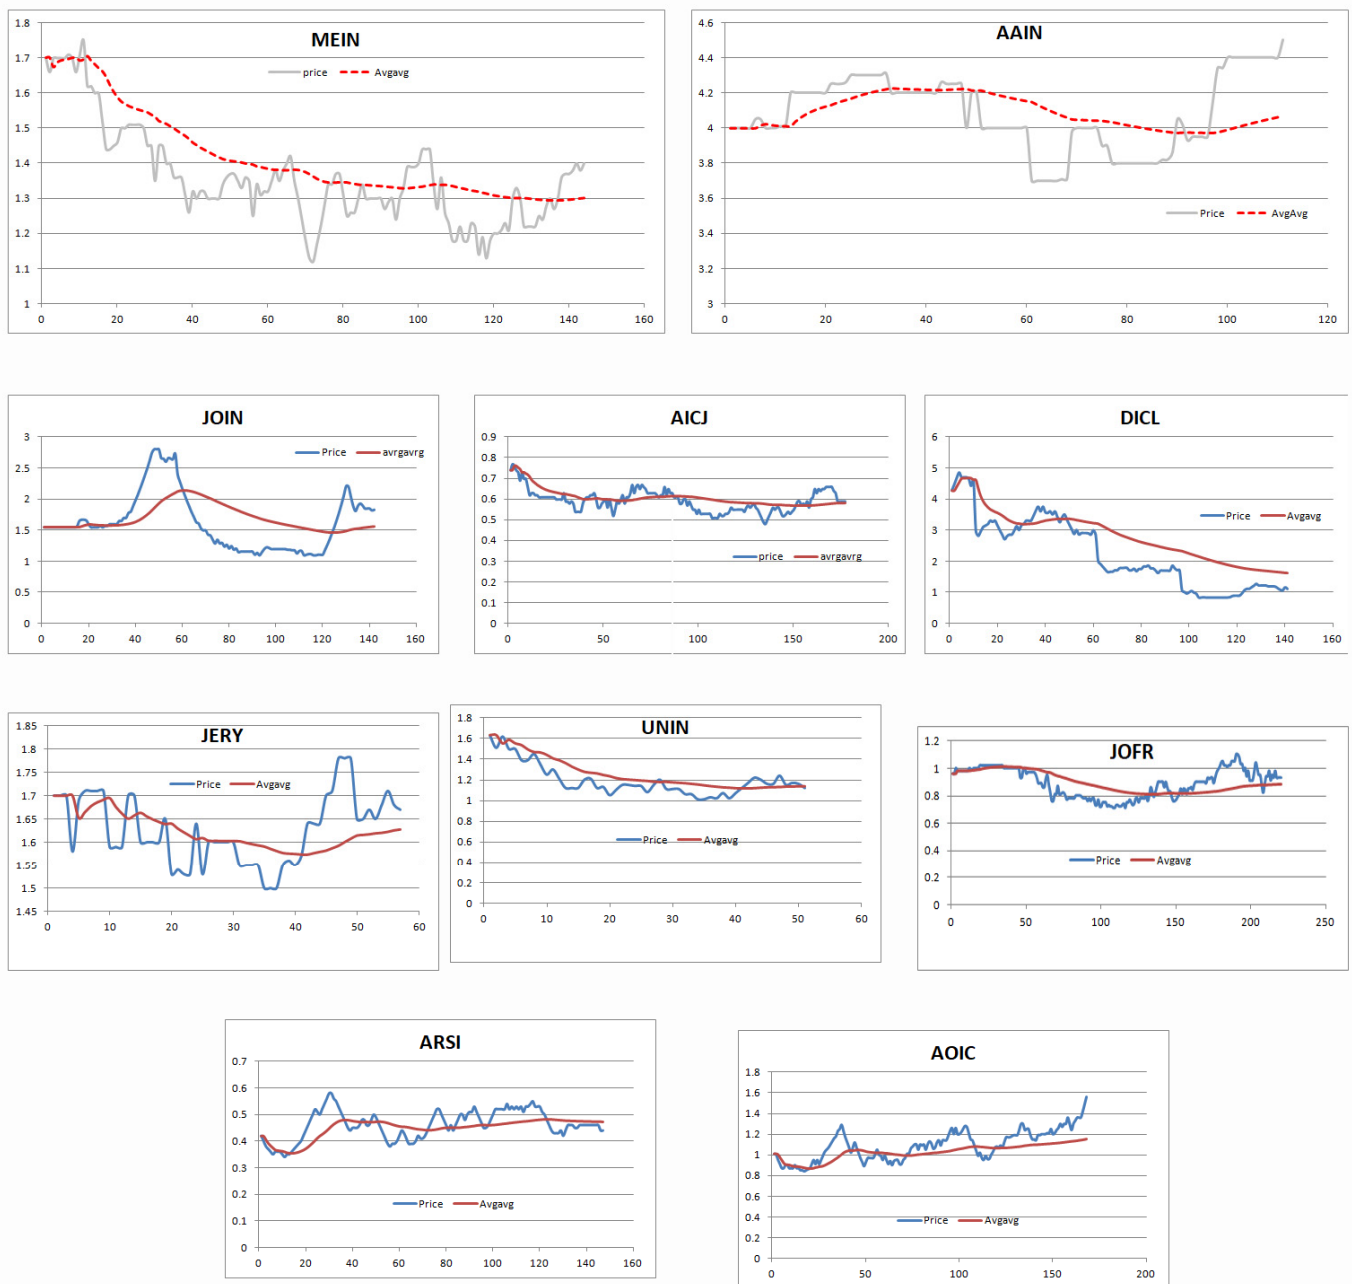 MEIN
price Avgavg
1.8
1.7
1.6
1.5
1.4
1.3
1.2
1.1
1
0 20 40 60 80 100 120 140 160
AAIN
Price AvgAvg
4.6
4.4
4.2
4
3.8
3.6
3.4
3.2
3
0 20 40 60 80 100 120
JOIN
Price avrgavrg
3
2.5
2
1.5
1
0.5
0
0 20 40 60 80 100 120 140 160
AICJ
price avrgavrg
0.9
0.8
0.7
0.6
0.5
0.4
0.3
0.2
0.1
0
0 50 100 150 200
DICL
Price Avgavg
6
5
4
3
2
1
0
0 20 40 60 80 100 120 140 160
JERY
Price Avgavg
1.85
1.8
1.75
1.7
1.65
1.6
1.55
1.5
1.45
0 10 20 30 40 50 60
UNIN
Price Avgavg
1.8
1.6
1.4
1.2
1
0.8
0.6
0.4
0.2
0
0 10 20 30 40 50 60
JOFR
Price Avgavg
1.2
1
0.8
0.6
0.4
0.2
0
0 50 100 150 200 250
ARSI
Price Avgavg
0.7
0.6
0.5
0.4
0.3
0.2
0.1
0
0 20 40 60 80 100 120 140 160
AOIC
Price Avgavg
1.8
1.6
1.4
1.2
1
0.8
0.6
0.4
0.2
0
0 50 100 150 200